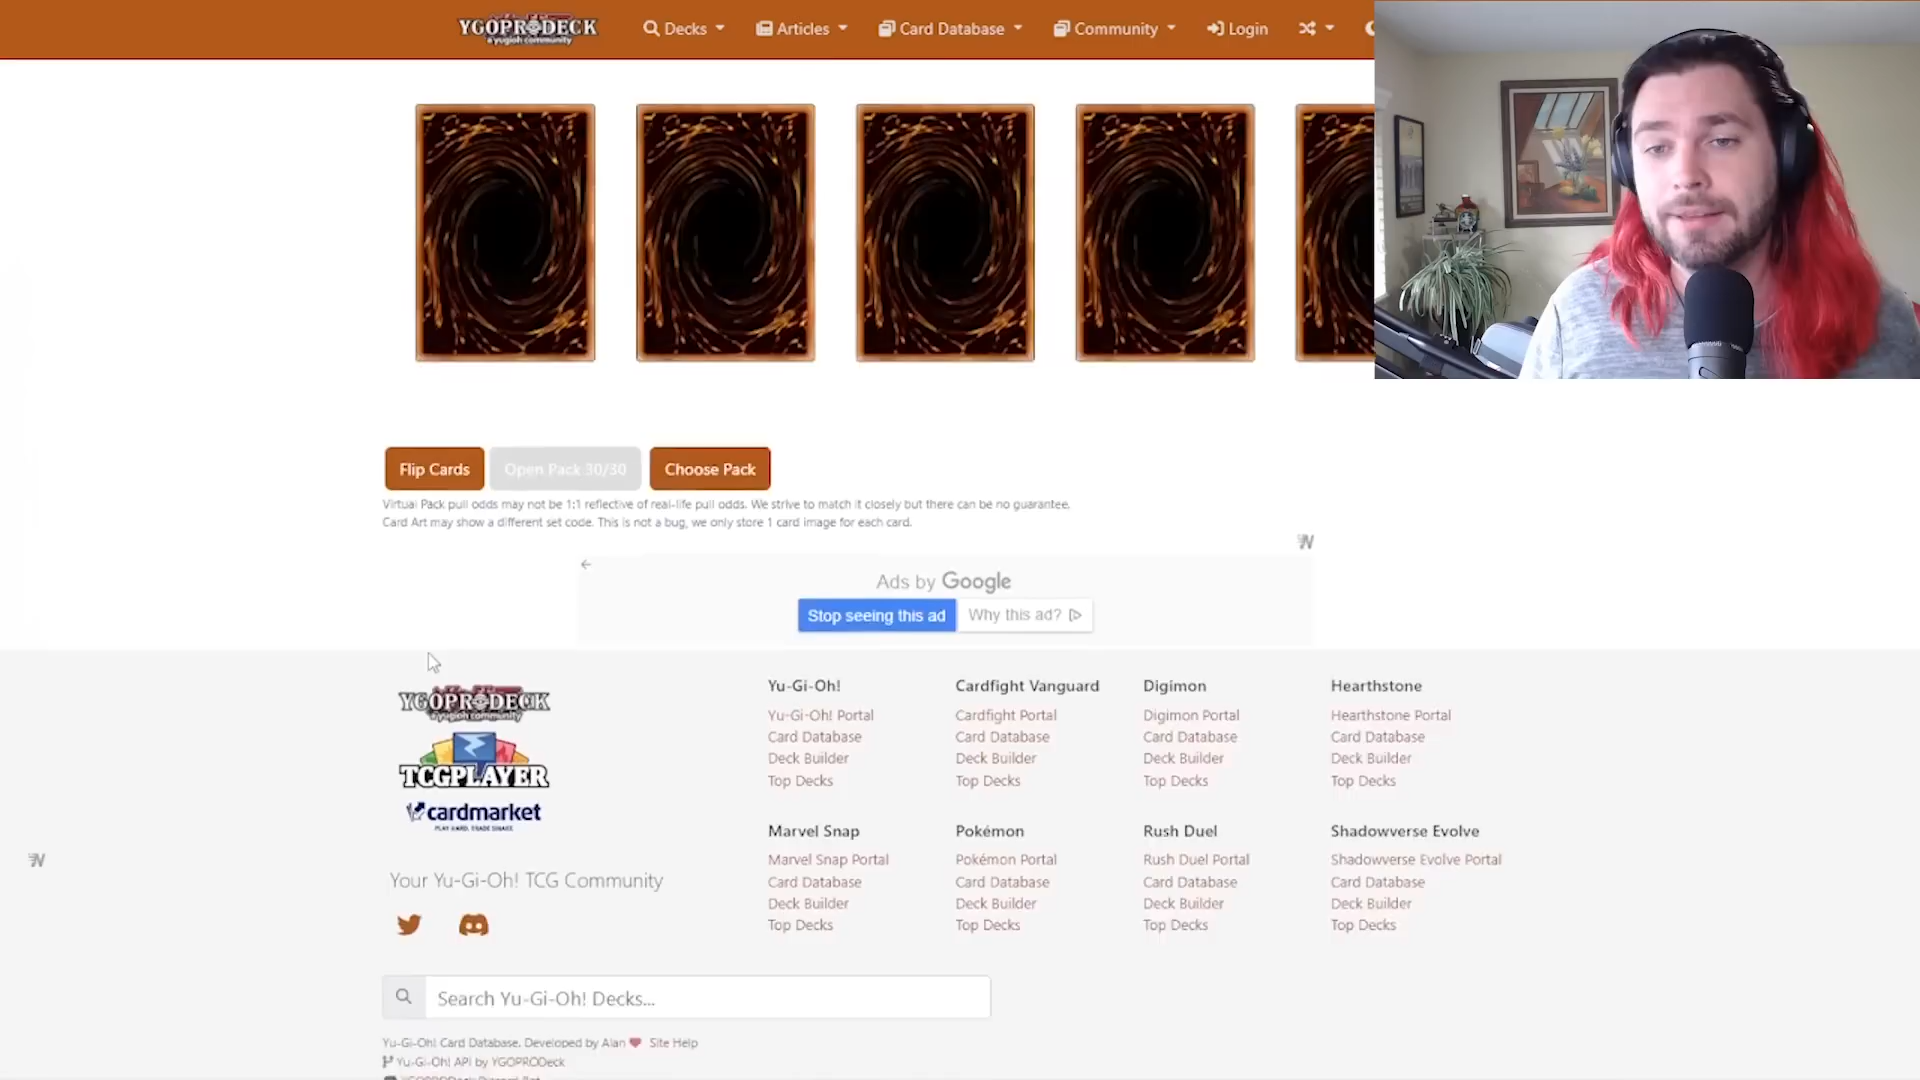 YGOPRODECK
a yugioh community
Decks
Articles
Card Database
Community
Login
Flip Cards
Open Pack 30/30
Choose Pack
Virtual Pack pull odds may not be 1:1 reflective of real-life pull odds. We strive to match it closely but there can be no guarantee.
Card Art may show a different set code. This is not a bug, we only store 1 card image for each card.
Ads by Google
Stop seeing this ad
Why this ad?
YGOPRODECK
a yugioh community
TCGPLAYER
cardmarket
PLAY HARD. TRADE SMART.
Your Yu-Gi-Oh! TCG Community
Yu-Gi-Oh!
Yu-Gi-Oh! Portal
Card Database
Deck Builder
Top Decks
Cardfight Vanguard
Cardfight Portal
Card Database
Deck Builder
Top Decks
Digimon
Digimon Portal
Card Database
Deck Builder
Top Decks
Hearthstone
Hearthstone Portal
Card Database
Deck Builder
Top Decks
Marvel Snap
Marvel Snap Portal
Card Database
Deck Builder
Top Decks
Pokémon
Pokémon Portal
Card Database
Deck Builder
Top Decks
Rush Duel
Rush Duel Portal
Card Database
Deck Builder
Top Decks
Shadowverse Evolve
Shadowverse Evolve Portal
Card Database
Deck Builder
Top Decks
Search Yu-Gi-Oh! Decks...
Yu-Gi-Oh! Card Database. Developed by Alan Site Help
Yu-Gi-Oh! API by YGOPRODeck